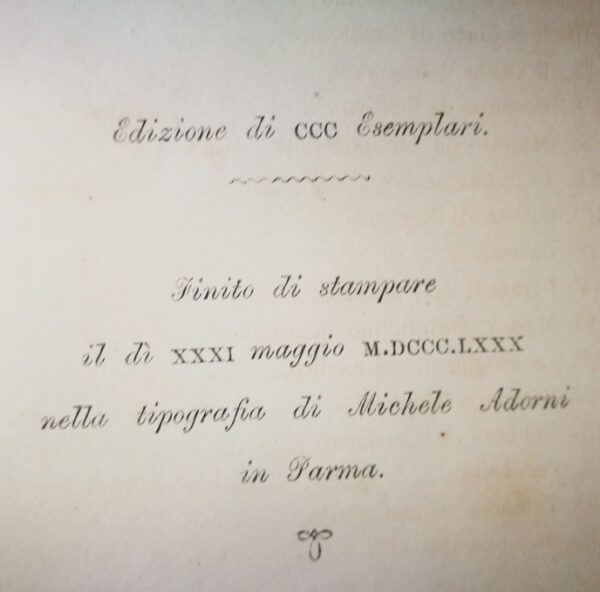 Edizione di CCC Esemplari.
Finito di stampare
il dì XXXI maggio M.DCCC.LXXX
nella tipografia di Michele Adorni
in Parma.